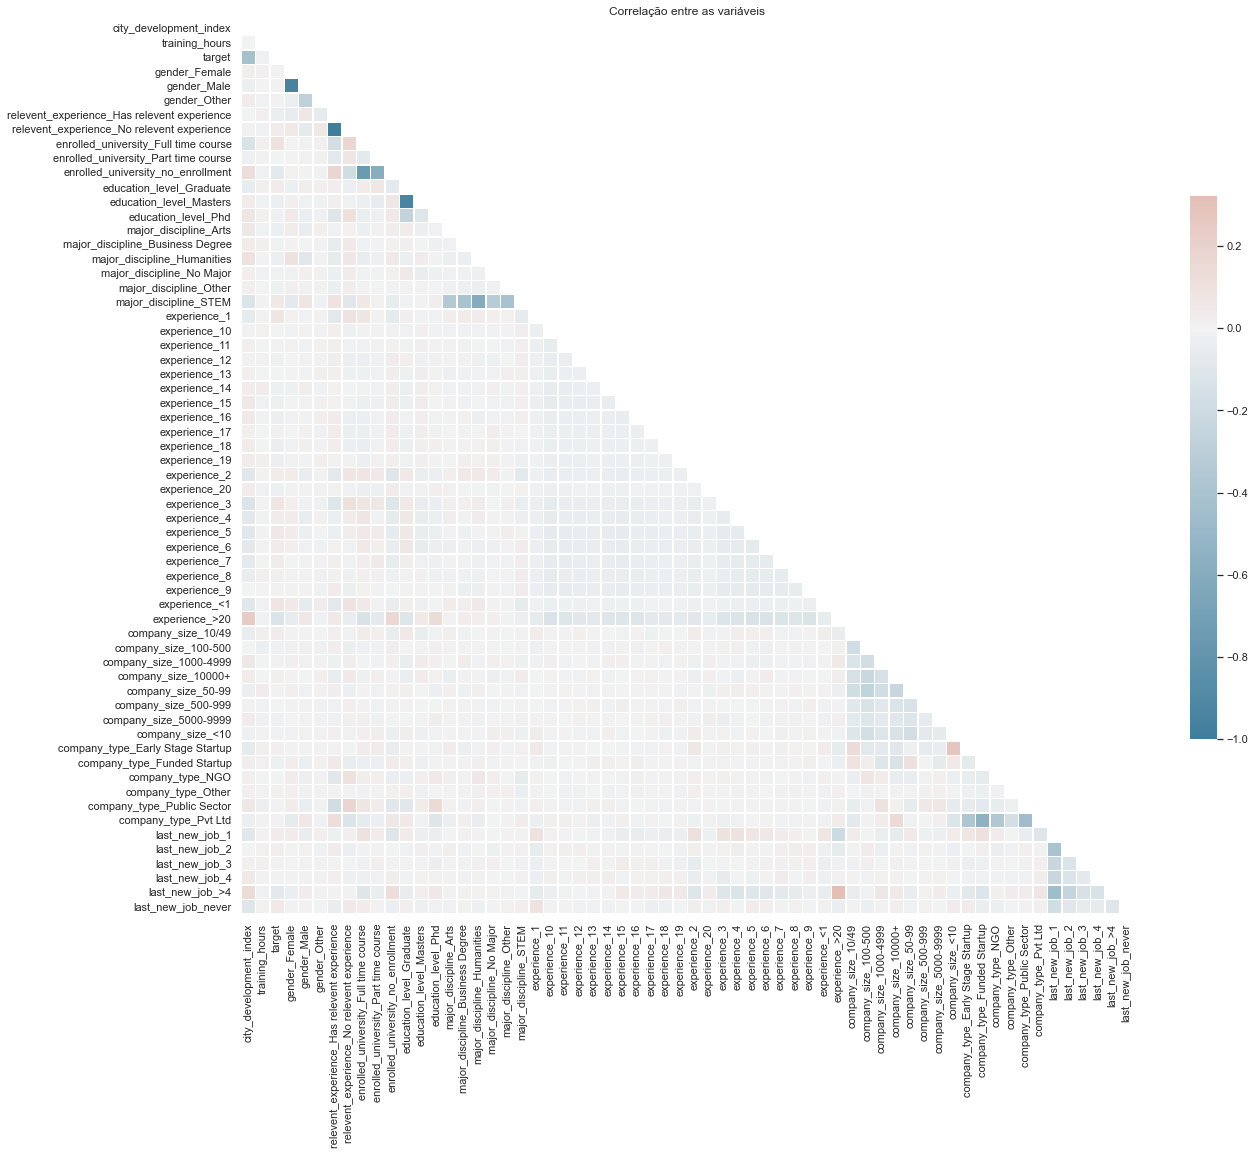 Correlação entre as variáveis
city_development_index
training_hours
target
gender_Female
gender_Male
gender_Other
relevent_experience_Has relevent experience
relevent_experience_No relevent experience
enrolled_university_Full time course
enrolled_university_Part time course
enrolled_university_no_enrollment
education_level_Graduate
education_level_Masters
education_level_Phd
major_discipline_Arts
major_discipline_Business Degree
major_discipline_Humanities
major_discipline_No Major
major_discipline_Other
major_discipline_STEM
experience_1
experience_10
experience_11
experience_12
experience_13
experience_14
experience_15
experience_16
experience_17
experience_18
experience_19
experience_2
experience_20
experience_3
experience_4
experience_5
experience_6
experience_7
experience_8
experience_9
experience_<1
experience_>20
company_size_10/49
company_size_100-500
company_size_1000-4999
company_size_10000+
company_size_50-99
company_size_500-999
company_size_5000-9999
company_size_<10
company_type_Early Stage Startup
company_type_Funded Startup
company_type_NGO
company_type_Other
company_type_Public Sector
company_type_Pvt Ltd
last_new_job_1
last_new_job_2
last_new_job_3
last_new_job_4
last_new_job_>4
last_new_job_never
city_development_index
training_hours
target
gender_Female
gender_Male
gender_Other
relevent_experience_Has relevent experience
relevent_experience_No relevent experience
enrolled_university_Full time course
enrolled_university_Part time course
enrolled_university_no_enrollment
education_level_Graduate
education_level_Masters
education_level_Phd
major_discipline_Arts
major_discipline_Business Degree
major_discipline_Humanities
major_discipline_No Major
major_discipline_Other
major_discipline_STEM
experience_1
experience_10
experience_11
experience_12
experience_13
experience_14
experience_15
experience_16
experience_17
experience_18
experience_19
experience_2
experience_20
experience_3
experience_4
experience_5
experience_6
experience_7
experience_8
experience_9
experience_<1
experience_>20
company_size_10/49
company_size_100-500
company_size_1000-4999
company_size_10000+
company_size_50-99
company_size_500-999
company_size_5000-9999
company_size_<10
company_type_Early Stage Startup
company_type_Funded Startup
company_type_NGO
company_type_Other
company_type_Public Sector
company_type_Pvt Ltd
last_new_job_1
last_new_job_2
last_new_job_3
last_new_job_4
last_new_job_>4
last_new_job_never
0.2
0.0
−0.2
−0.4
−0.6
−0.8
−1.0